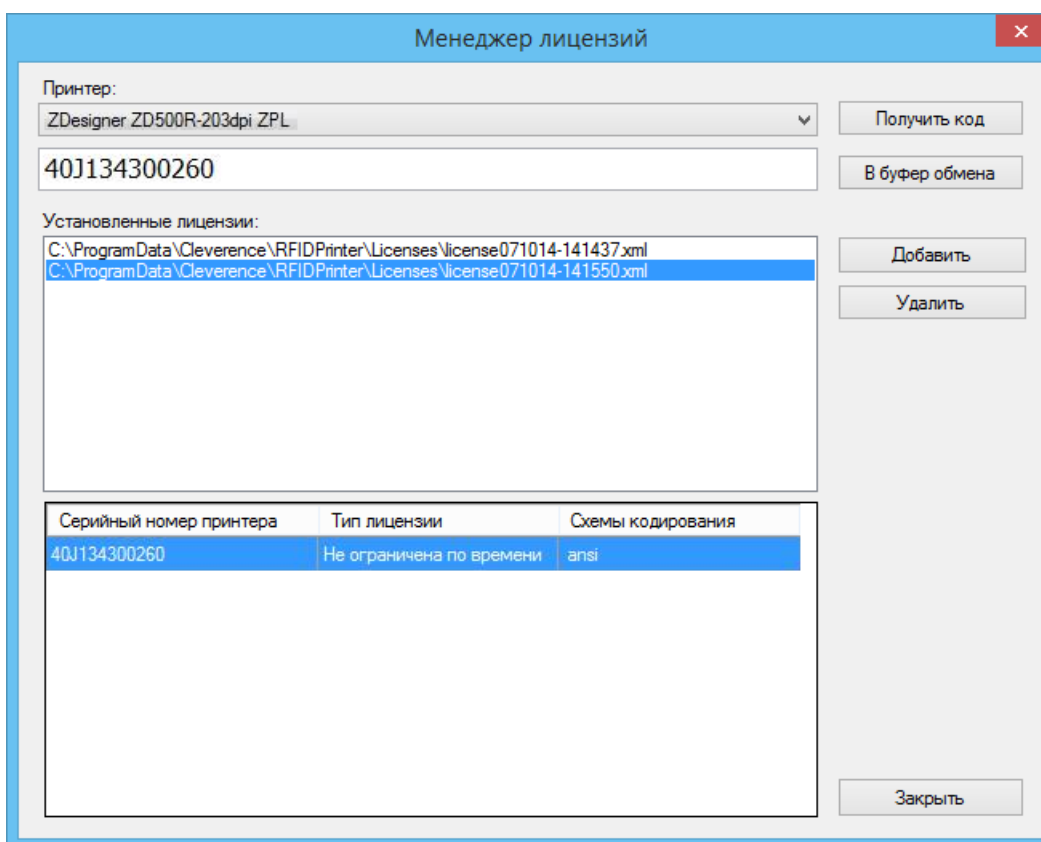 Менеджер лицензий
Принтер:
ZDesigner ZD500R-203dpi ZPL
Получить код
40J134300260
В буфер обмена
Установленные лицензии:
C:\ProgramData\Cleverence\RFIDPrinter\Licenses\license071014-141437.xml
C:\ProgramData\Cleverence\RFIDPrinter\Licenses\license071014-141550.xml
Добавить
Удалить
Серийный номер принтера Тип лицензии Схемы кодирования
40J134300260 Не ограничена по времени ansi
Закрыть